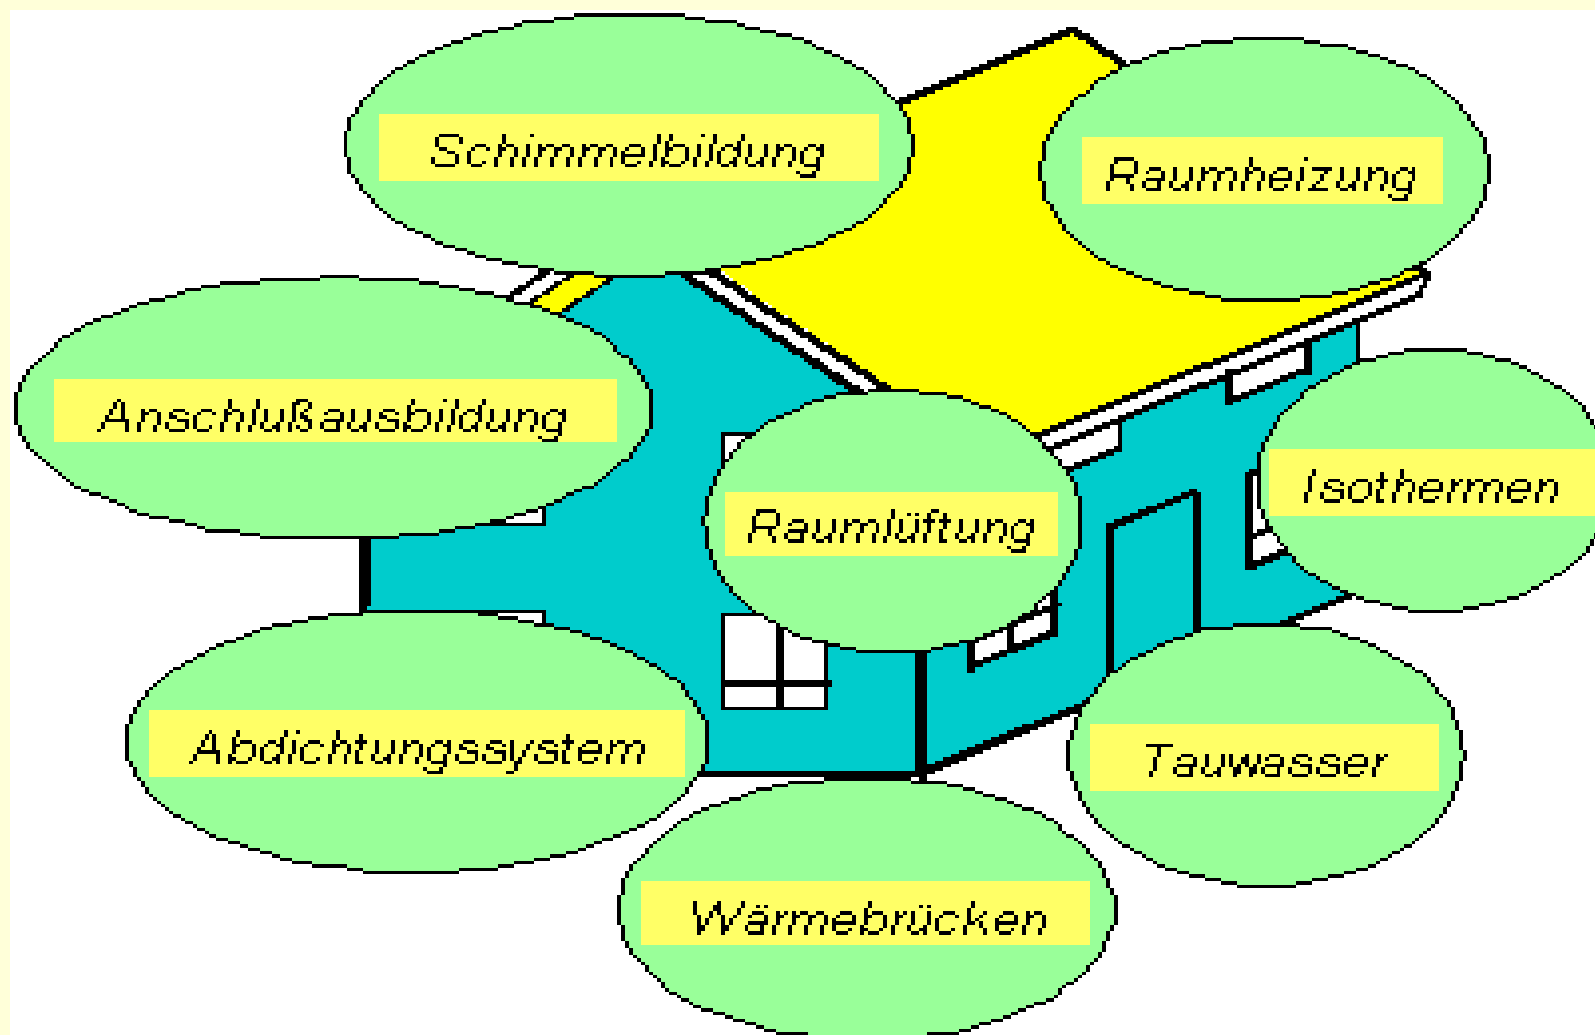 Schimmelbildung
Raumheizung
Anschlußausbildung
Isothermen
Raumlüftung
Abdichtungssystem
Tauwasser
Wärmebrücken